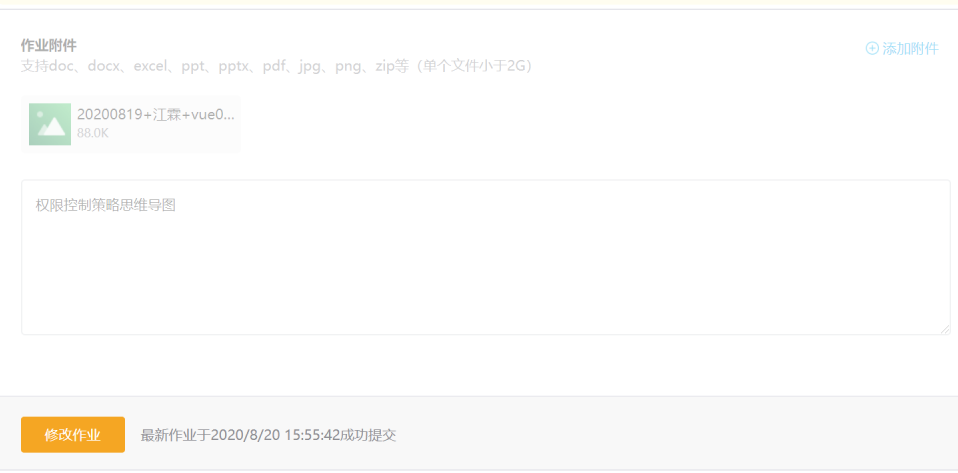 作业附件
添加附件
支持doc、docx、excel、ppt、pptx、pdf、jpg、png、zip等（单个文件小于2G）
20200819+江霖+vue0...
88.0K
权限控制策略思维导图
修改作业
最新作业于2020/8/20 15:55:42成功提交